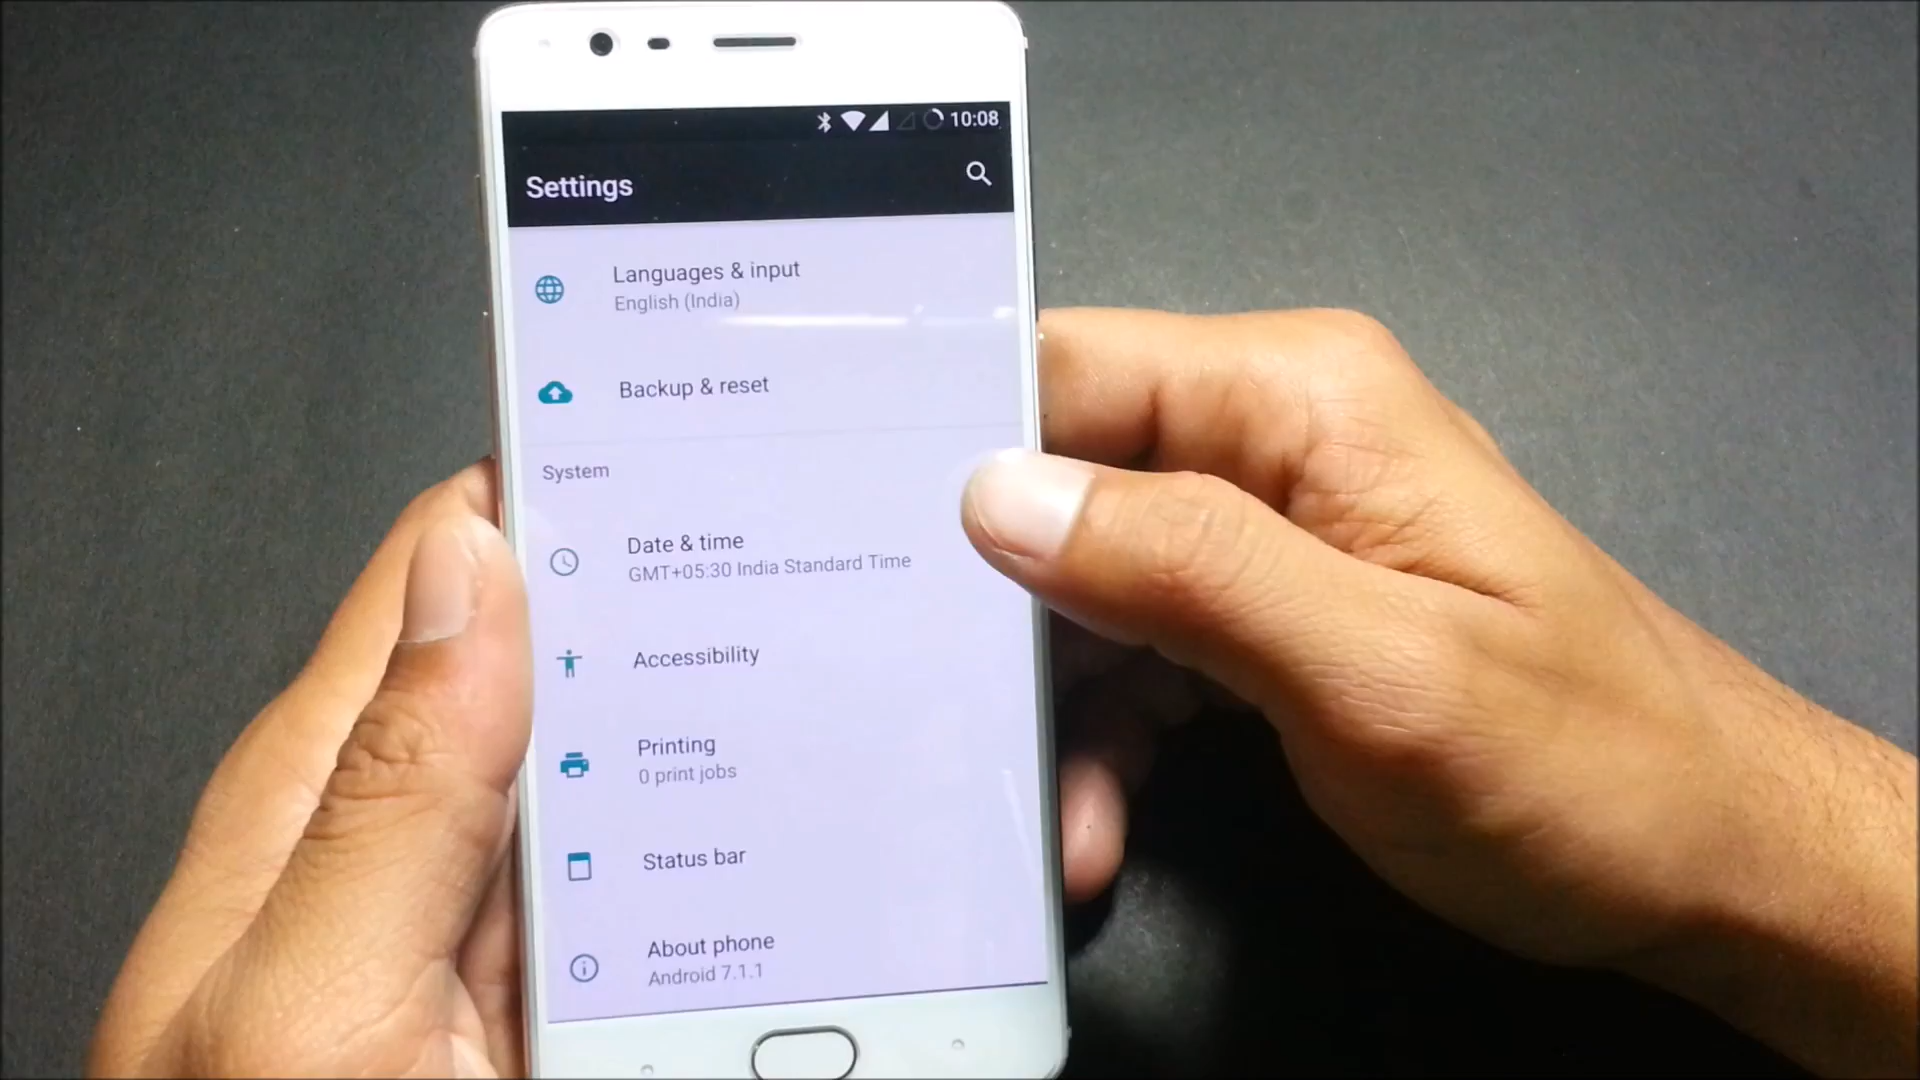 10:08
Settings
Languages & input
English (India)
Backup & reset
System
Date & time
GMT+05:30 India Standard Time
Accessibility
Printing
0 print jobs
Status bar
About phone
Android 7.1.1